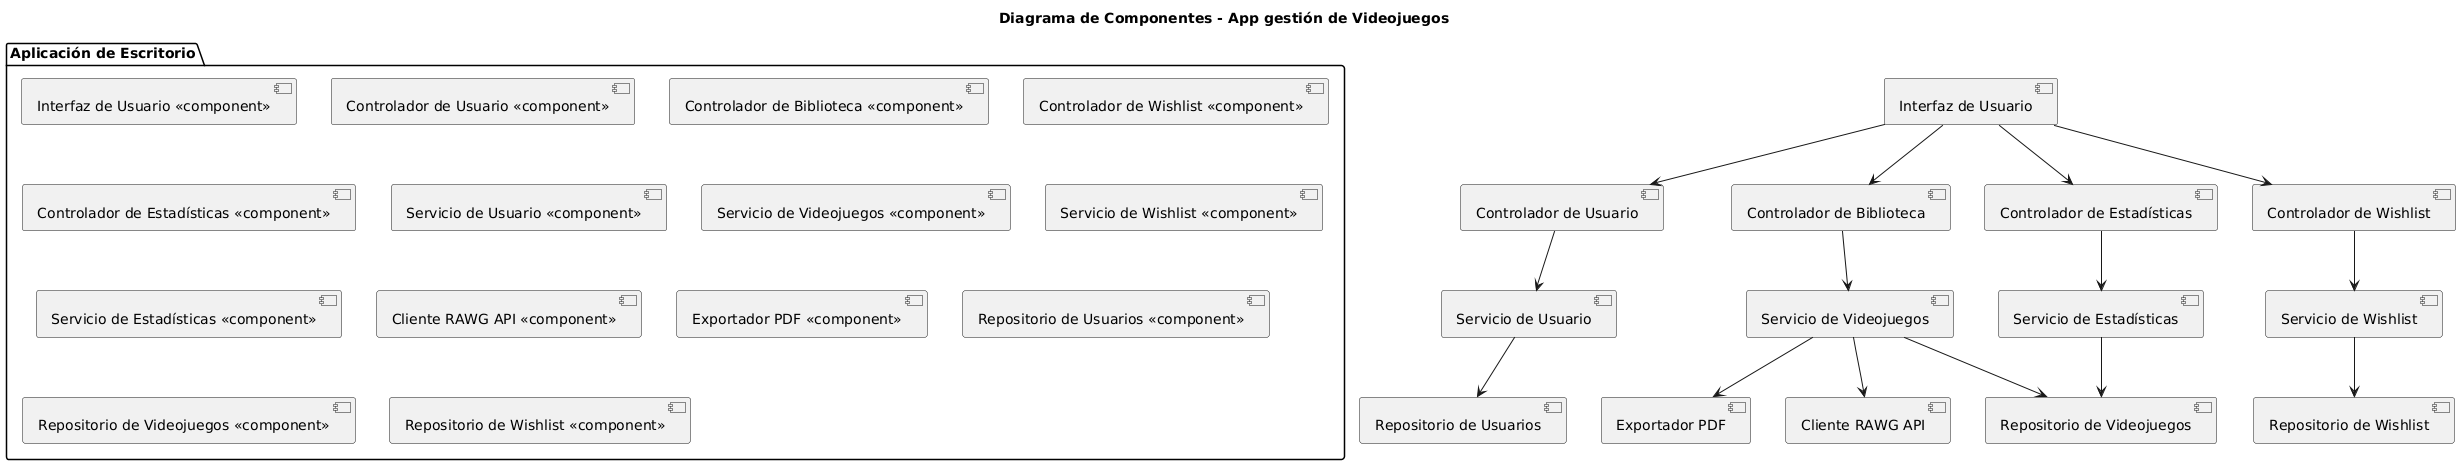 Diagrama de Componentes - App gestión de Videojuegos
Aplicación de Escritorio
Interfaz de Usuario «component»
Controlador de Usuario «component»
Controlador de Biblioteca «component»
Controlador de Wishlist «component»
Controlador de Estadísticas «component»
Servicio de Usuario «component»
Servicio de Videojuegos «component»
Servicio de Wishlist «component»
Servicio de Estadísticas «component»
Cliente RAWG API «component»
Exportador PDF «component»
Repositorio de Usuarios «component»
Repositorio de Videojuegos «component»
Repositorio de Wishlist «component»
Interfaz de Usuario
Controlador de Usuario
Controlador de Biblioteca
Controlador de Estadísticas
Controlador de Wishlist
Servicio de Usuario
Servicio de Videojuegos
Servicio de Estadísticas
Servicio de Wishlist
Repositorio de Usuarios
Exportador PDF
Cliente RAWG API
Repositorio de Videojuegos
Repositorio de Wishlist